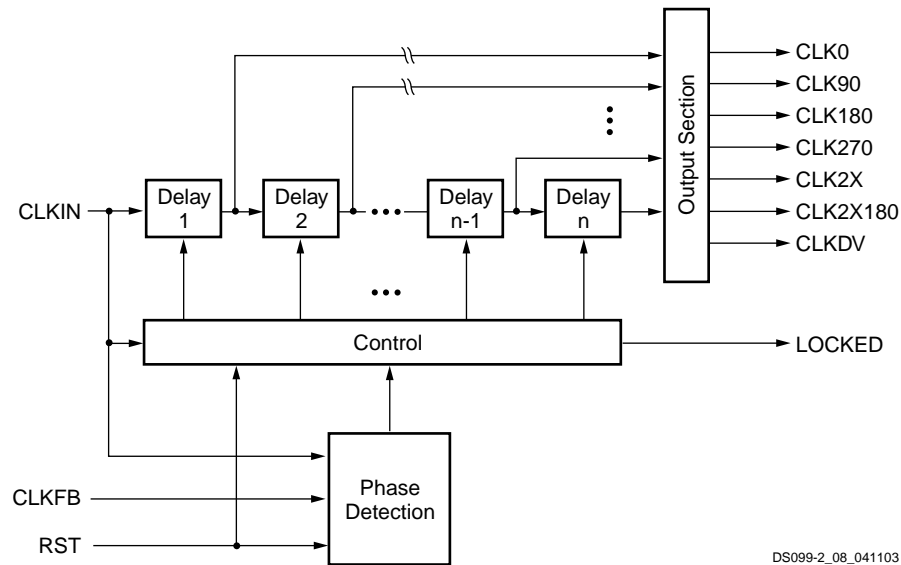 CLK0
CLK90
CLK180
CLK270
CLK2X
CLK2X180
CLKDV
Output Section
CLKIN
Delay
1
Delay
2
Delay
n-1
Delay
n
Control
LOCKED
Phase
Detection
CLKFB
RST
DS099-2_08_041103